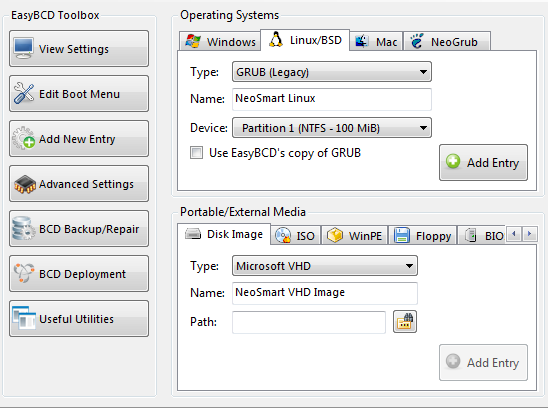 EasyBCD Toolbox
View Settings
Edit Boot Menu
Add New Entry
Advanced Settings
BCD Backup/Repair
BCD Deployment
Useful Utilities
Operating Systems
Windows Linux/BSD Mac NeoGrub
Type: GRUB (Legacy)
Name: NeoSmart Linux
Device: Partition 1 (NTFS - 100 MiB)
Use EasyBCD's copy of GRUB
Add Entry
Portable/External Media
Disk Image ISO WinPE Floppy BIO
Type: Microsoft VHD
Name: NeoSmart VHD Image
Path:
Add Entry